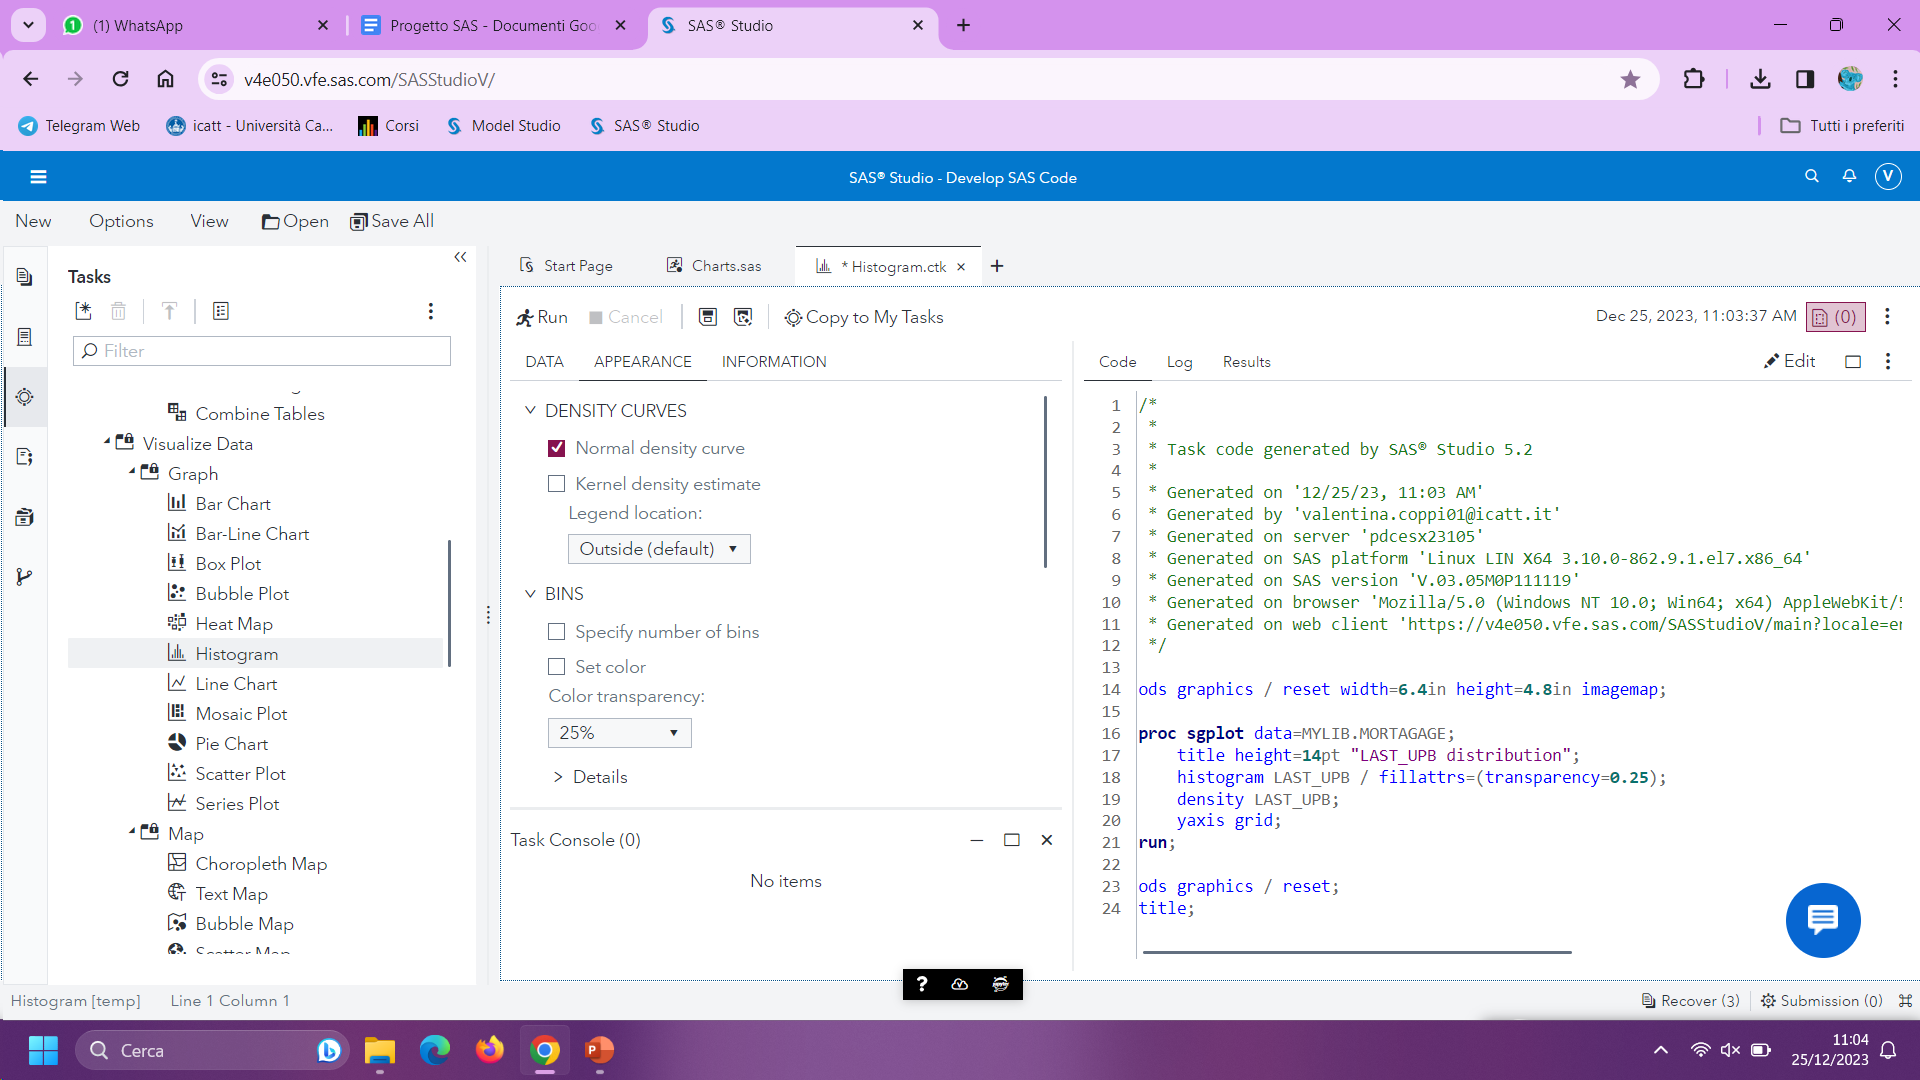 (1) WhatsApp
Progetto SAS - Documenti Goo
SAS® Studio
v4e050.vfe.sas.com/SASStudioV/
Telegram Web
icatt - Università Ca...
Corsi
Model Studio
SAS® Studio
Tutti i preferiti
SAS® Studio - Develop SAS Code
V
New
Options
View
Open
Save All
Tasks
Filter
Combine Tables
Visualize Data
Graph
Bar Chart
Bar-Line Chart
Box Plot
Bubble Plot
Heat Map
Histogram
Line Chart
Mosaic Plot
Pie Chart
Scatter Plot
Series Plot
Map
Choropleth Map
Text Map
Bubble Map
Scatter Map
Start Page
Charts.sas
* Histogram.ctk
Run
Cancel
Copy to My Tasks
Dec 25, 2023, 11:03:37 AM
(0)
DATA
APPEARANCE
INFORMATION
DENSITY CURVES
Normal density curve
Kernel density estimate
Legend location:
Outside (default)
BINS
Specify number of bins
Set color
Color transparency:
25%
Details
Task Console (0)
No items
Code
Log
Results
Edit
1 /*
2 *
3 * Task code generated by SAS® Studio 5.2
4 *
5 * Generated on '12/25/23, 11:03 AM'
6 * Generated by 'valentina.coppi01@icatt.it'
7 * Generated on server 'pdcesx23105'
8 * Generated on SAS platform 'Linux LIN X64 3.10.0-862.9.1.el7.x86_64'
9 * Generated on SAS version 'V.03.05M0P111119'
10 * Generated on browser 'Mozilla/5.0 (Windows NT 10.0; Win64; x64) AppleWebKit/5
11 * Generated on web client 'https://v4e050.vfe.sas.com/SASStudioV/main?locale=en
12 */
13
14 ods graphics / reset width=6.4in height=4.8in imagemap;
15
16 proc sgplot data=MYLIB.MORTAGAGE;
17 title height=14pt "LAST_UPB distribution";
18 histogram LAST_UPB / fillattrs=(transparency=0.25);
19 density LAST_UPB;
20 yaxis grid;
21 run;
22
23 ods graphics / reset;
24 title;
Histogram [temp]
Line 1 Column 1
Recover (3)
Submission (0)
Cerca
11:04
25/12/2023